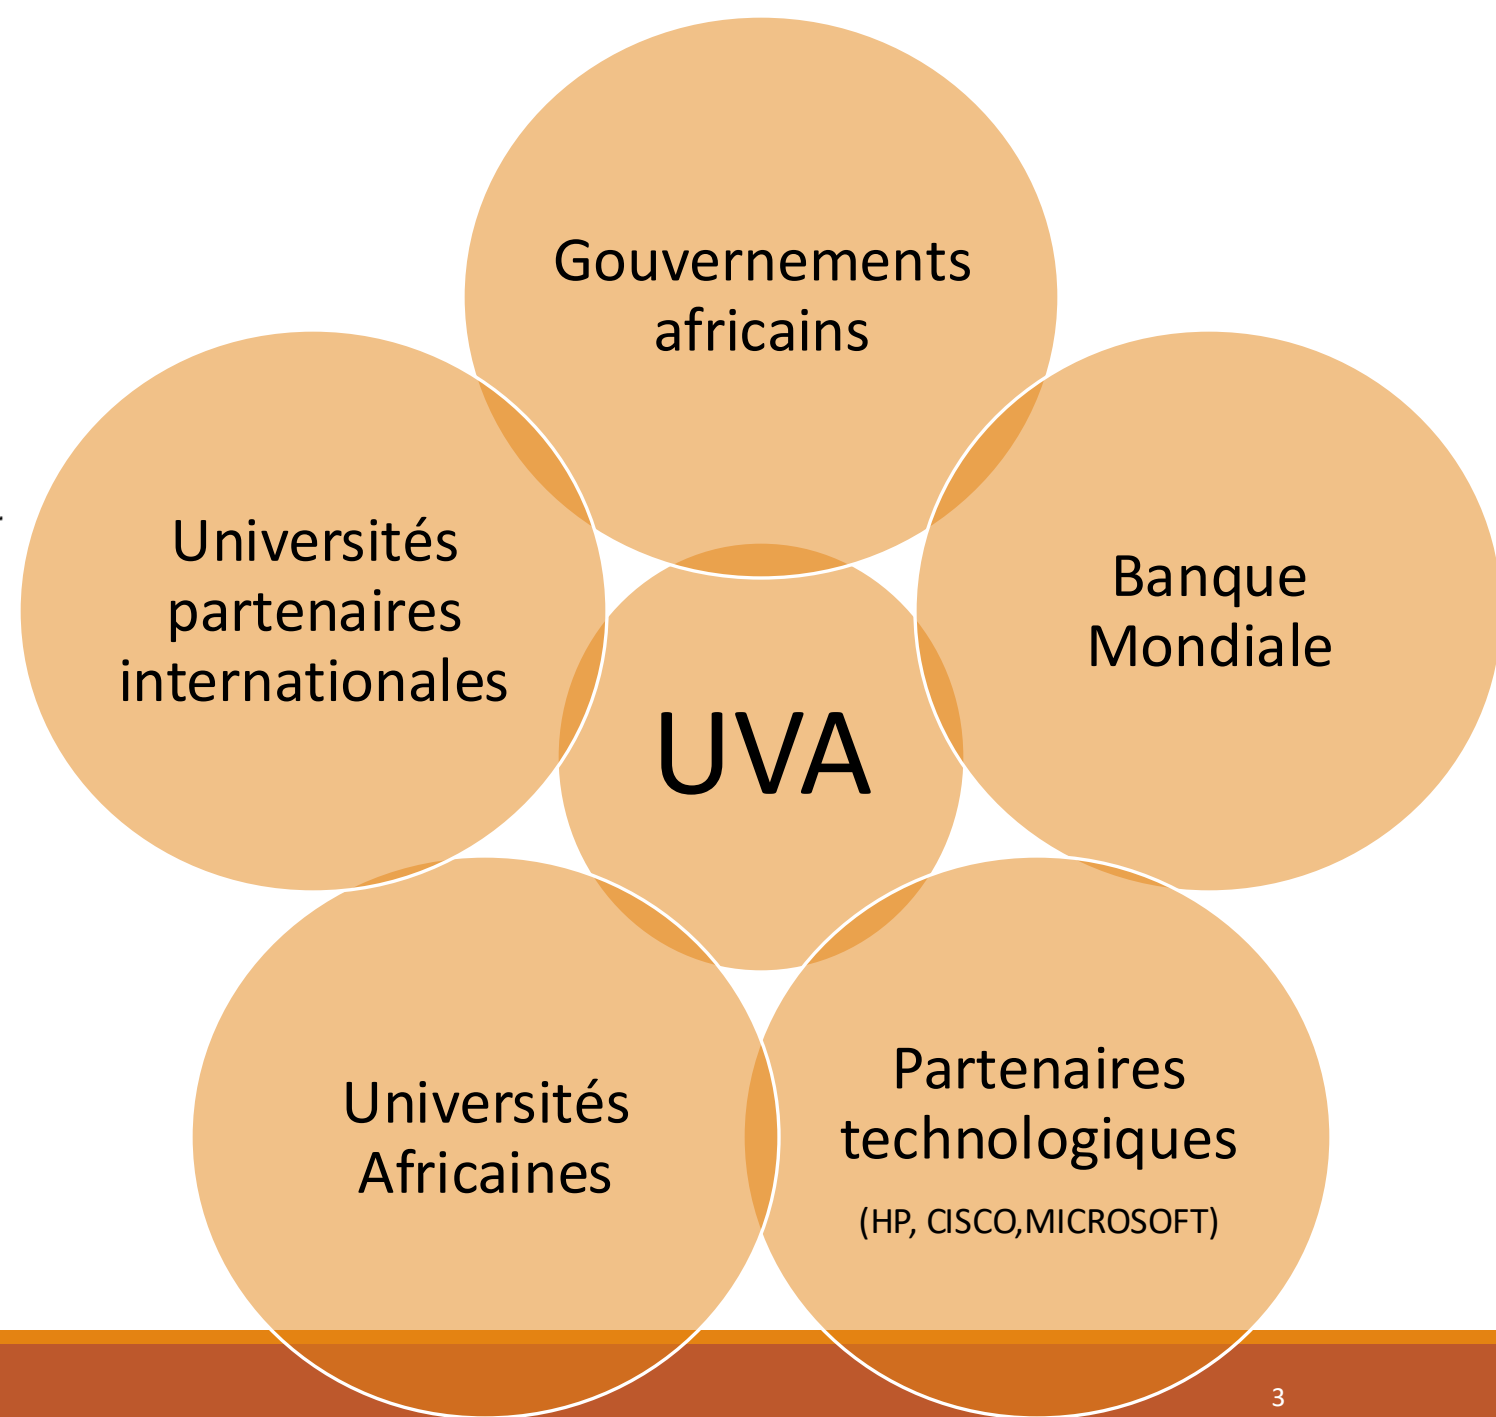 Gouvernements
africains
Universités
partenaires
internationales
Banque
Mondiale
UVA
Universités
Africaines
Partenaires
technologiques
(HP, CISCO,MICROSOFT)
3